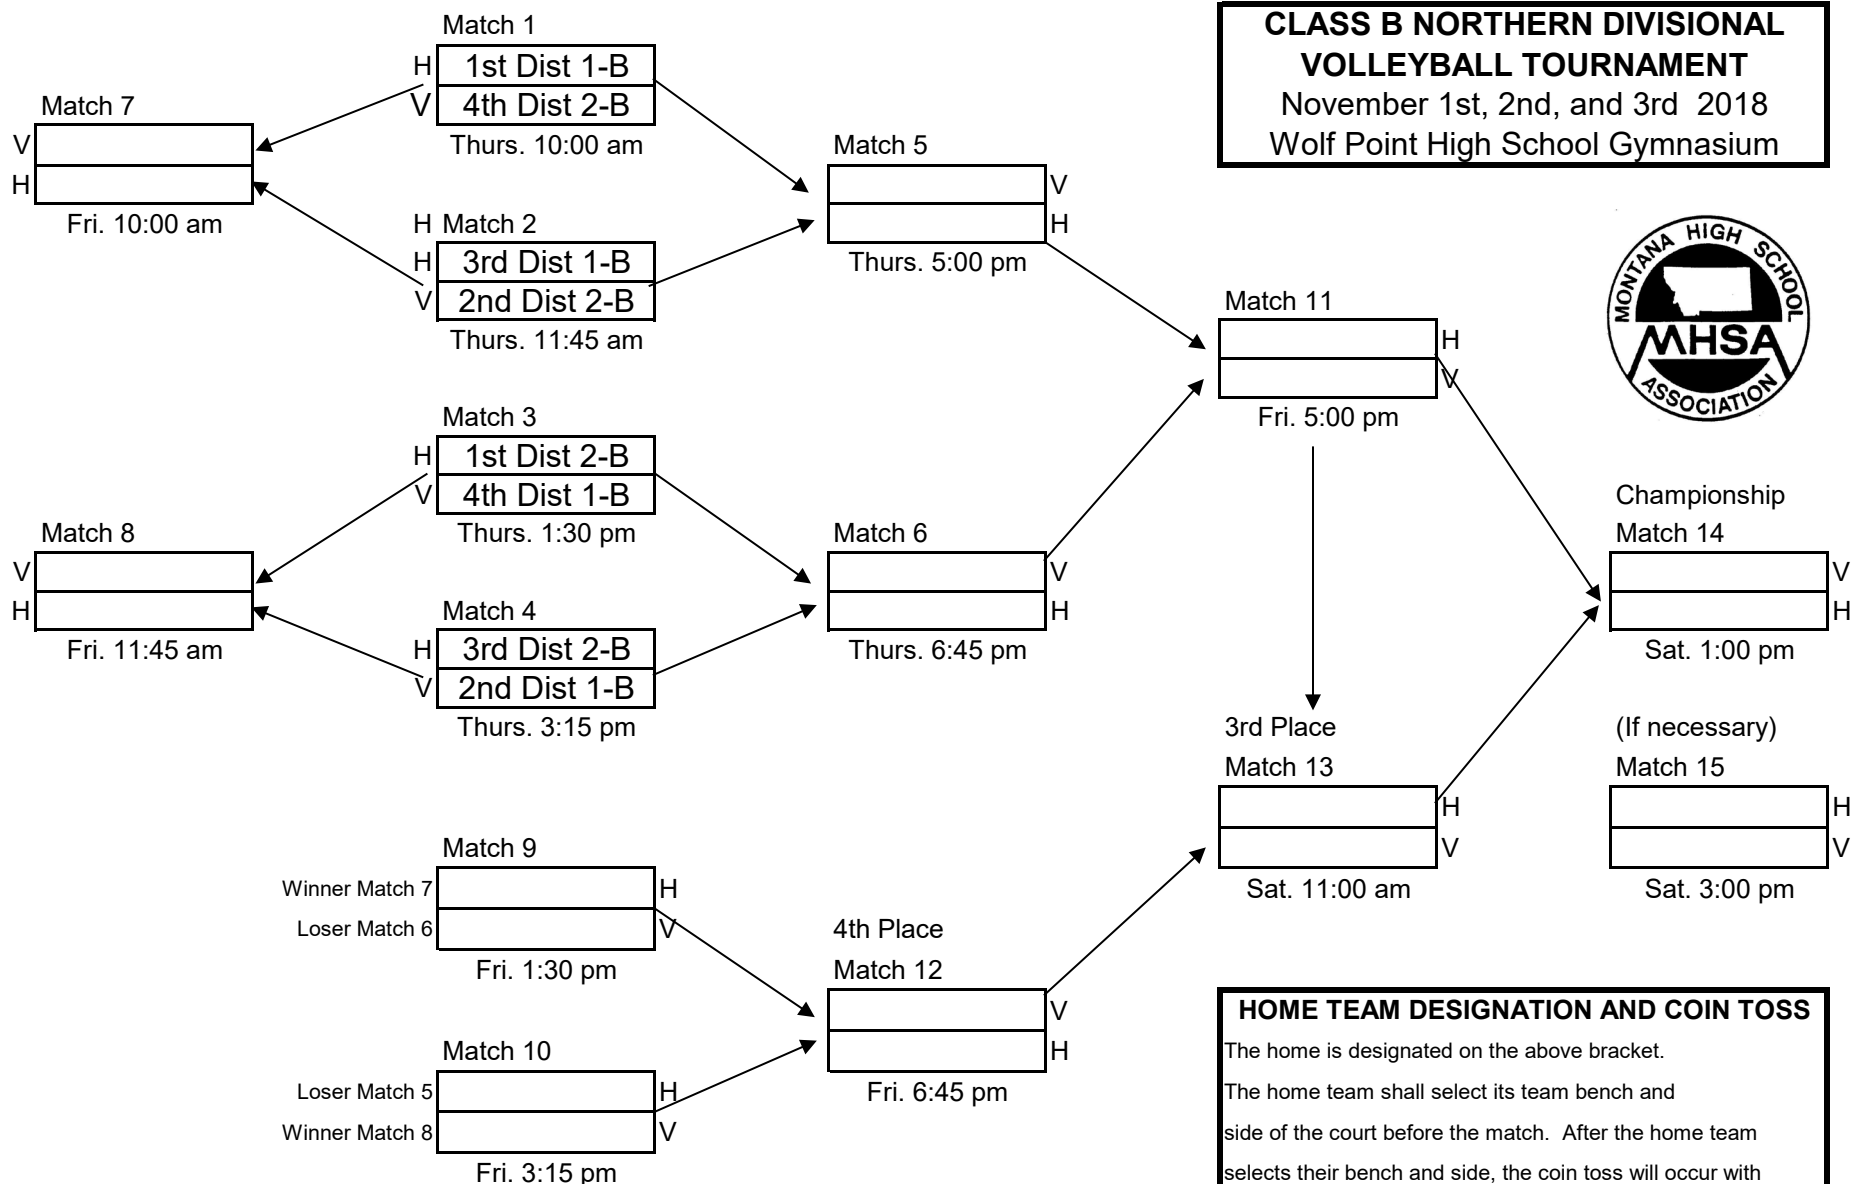 CLASS B NORTHERN DIVISIONAL
VOLLEYBALL TOURNAMENT
November 1st, 2nd, and 3rd  2018
Wolf Point High School Gymnasium
MONTANA HIGH SCHOOL
MHSA
ASSOCIATION
Match 1
H 1st Dist 1-B
V 4th Dist 2-B
Thurs. 10:00 am
Match 7
V
H
Fri. 10:00 am
H Match 2
H 3rd Dist 1-B
V 2nd Dist 2-B
Thurs. 11:45 am
Match 5
V
H
Thurs. 5:00 pm
Match 3
H 1st Dist 2-B
V 4th Dist 1-B
Thurs. 1:30 pm
Match 8
V
H
Fri. 11:45 am
Match 4
H 3rd Dist 2-B
V 2nd Dist 1-B
Thurs. 3:15 pm
Match 6
V
H
Thurs. 6:45 pm
Match 11
H
V
Fri. 5:00 pm
Championship
Match 14
V
H
Sat. 1:00 pm
3rd Place
Match 13
H
V
Sat. 11:00 am
(If necessary)
Match 15
H
V
Sat. 3:00 pm
Match 9
Winner Match 7 H
Loser Match 6 V
Fri. 1:30 pm
4th Place
Match 12
V
H
Fri. 6:45 pm
Match 10
Loser Match 5 H
Winner Match 8 V
Fri. 3:15 pm
HOME TEAM DESIGNATION AND COIN TOSS
The home is designated on the above bracket.
The home team shall select its team bench and
side of the court before the match.  After the home team
selects their bench and side, the coin toss will occur with